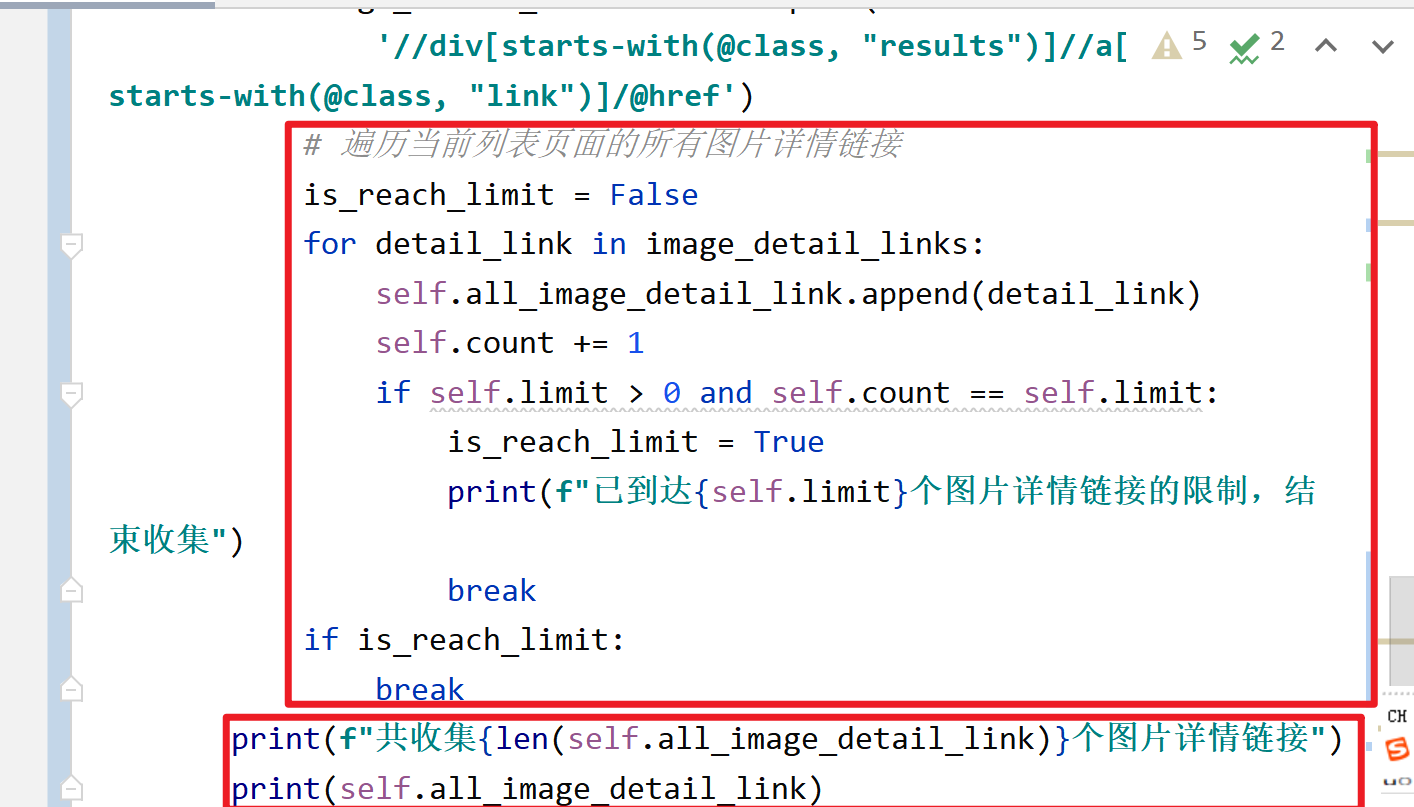 '//div[starts-with(@class, "results")]//a[ 5 2
starts-with(@class, "link")]/@href')
# 遍历当前列表页面的所有图片详情链接
is_reach_limit = False
for detail_link in image_detail_links:
self.all_image_detail_link.append(detail_link)
self.count += 1
if self.limit > 0 and self.count == self.limit:
is_reach_limit = True
print(f"已到达{self.limit}个图片详情链接的限制，结
束收集")
break
if is_reach_limit:
break
CH
print(f"共收集{len(self.all_image_detail_link)}个图片详情链接")
print(self.all_image_detail_link)